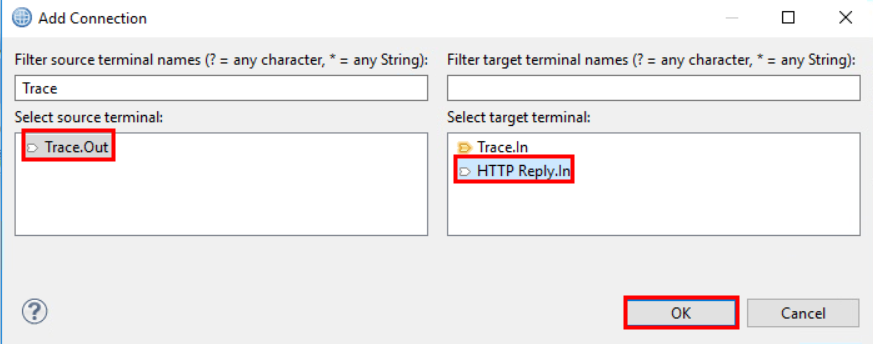 Add Connection
Filter source terminal names (? = any character, * = any String):
Filter target terminal names (? = any character, * = any String):
Trace
Select source terminal:
Select target terminal:
Trace.Out
Trace.In
HTTP Reply.In
?
OK
Cancel